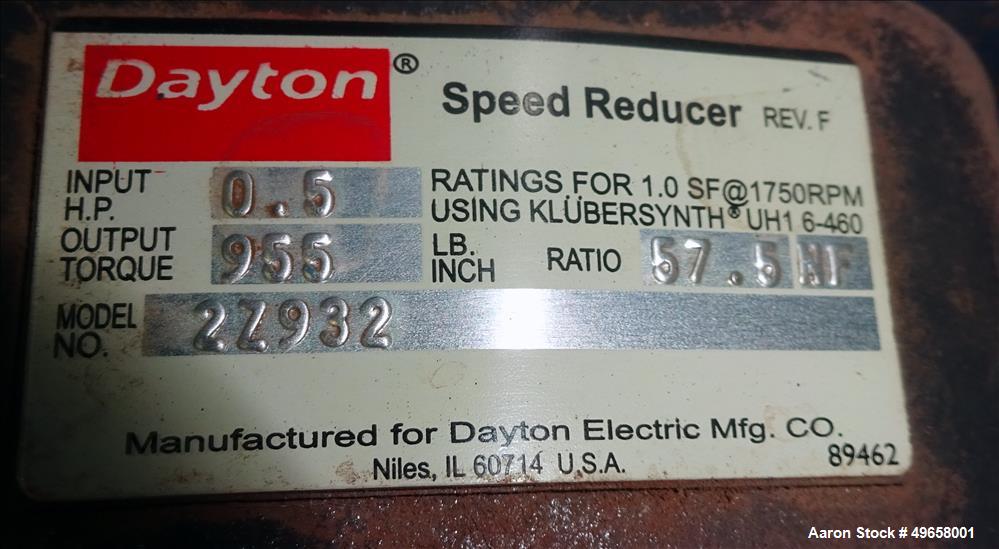 Dayton®
Speed Reducer REV. F
INPUT H.P. 0.5
RATINGS FOR 1.0 SF@1750RPM
USING KLÜBERSYNTH® UH1 6-460
OUTPUT TORQUE 955 LB. INCH RATIO 57.5 NF
MODEL NO. 2Z932
Manufactured for Dayton Electric Mfg. CO.
Niles, IL 60714 U.S.A.
89462
Aaron Stock # 49658001